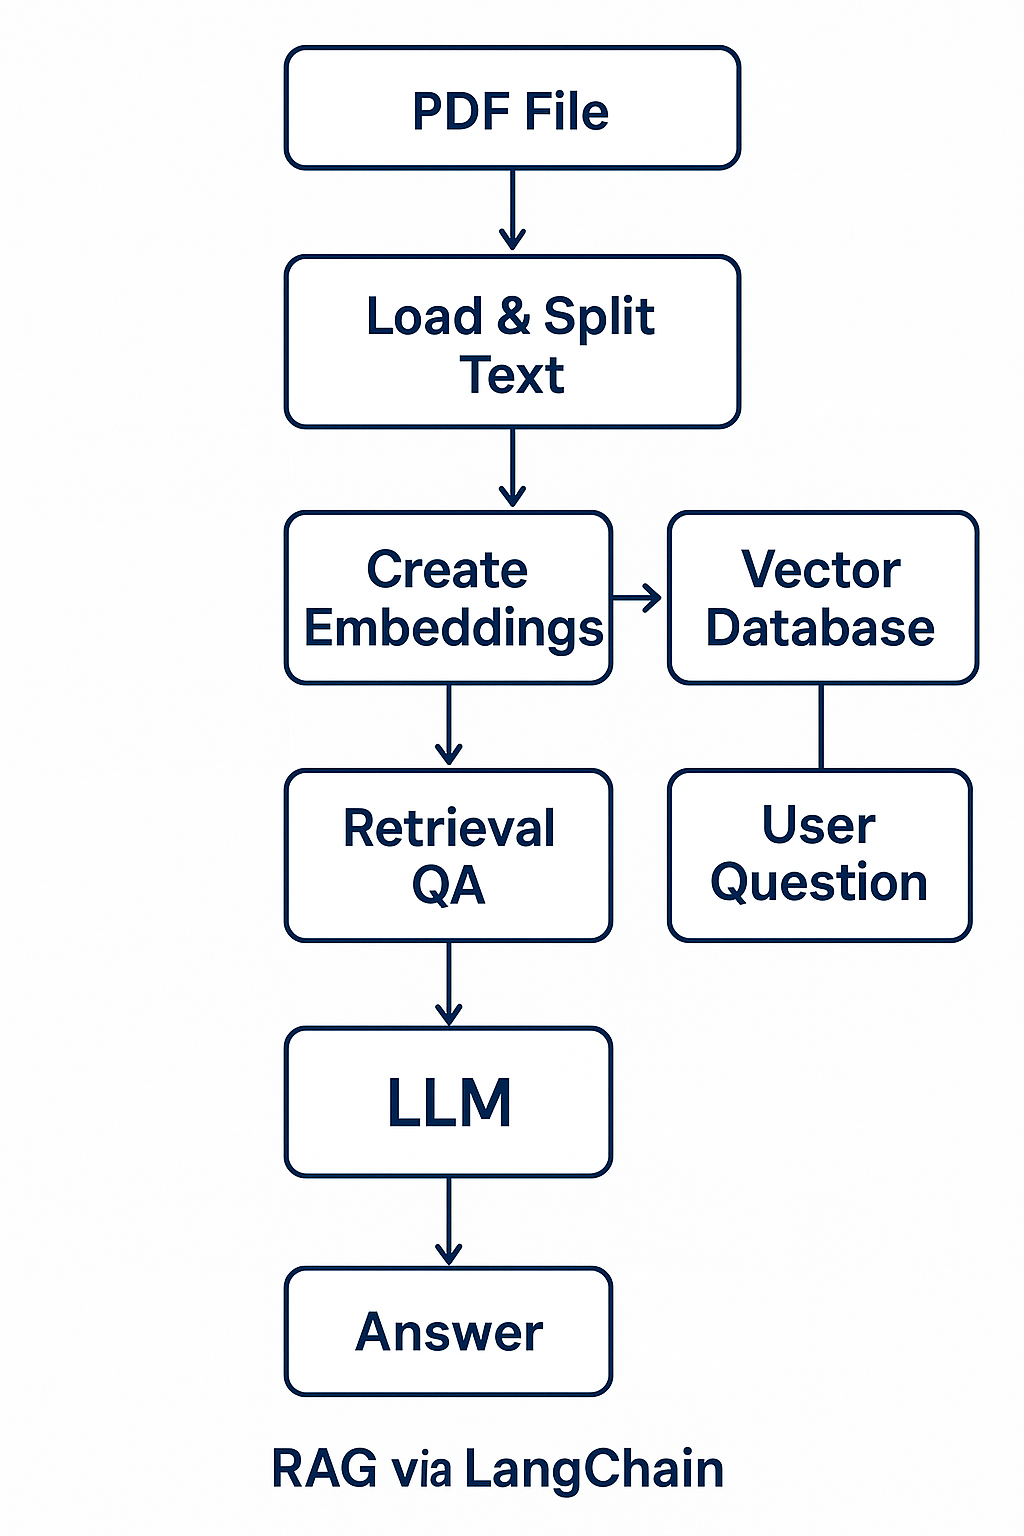 PDF File
Load & Split
Text
Create
Embeddings
Vector
Database
Retrieval
QA
User
Question
LLM
Answer
RAG via LangChain